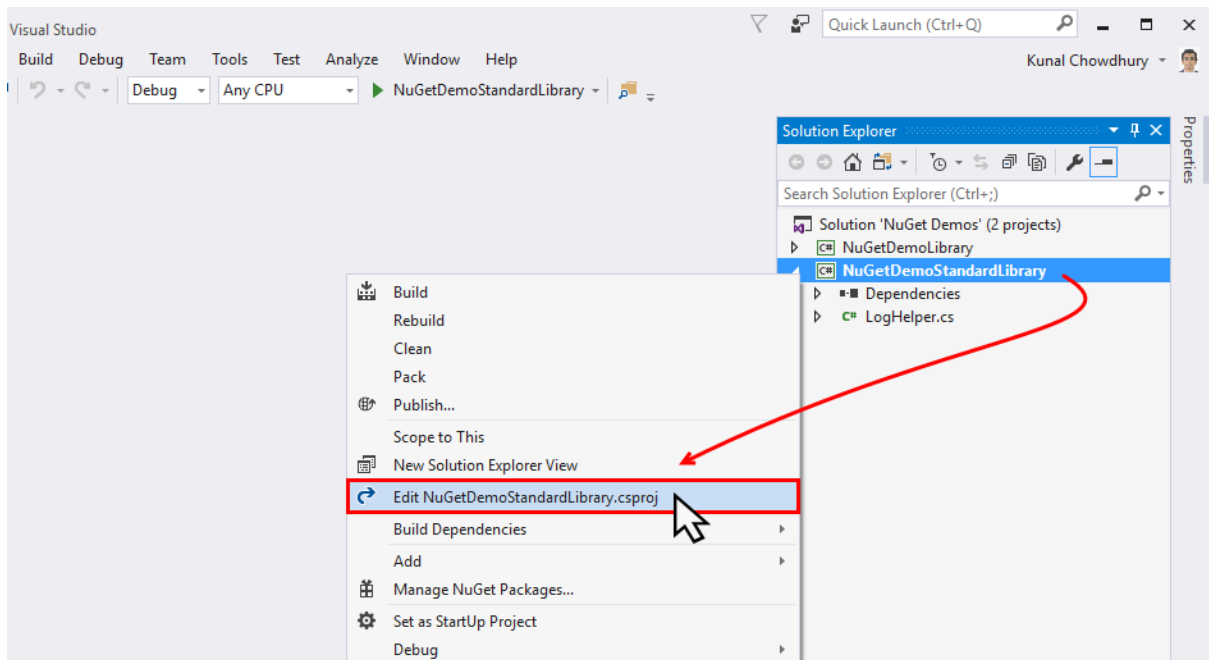 Visual Studio
Quick Launch (Ctrl+Q)
Build Debug Team Tools Test Analyze Window Help
Kunal Chowdhury
Debug Any CPU NuGetDemoStandardLibrary
Properties
Solution Explorer
Search Solution Explorer (Ctrl+;)
Solution 'NuGet Demos' (2 projects)
C# NuGetDemoLibrary
C# NuGetDemoStandardLibrary
Dependencies
C# LogHelper.cs
Build
Rebuild
Clean
Pack
Publish...
Scope to This
New Solution Explorer View
Edit NuGetDemoStandardLibrary.csproj
Build Dependencies
Add
Manage NuGet Packages...
Set as StartUp Project
Debug